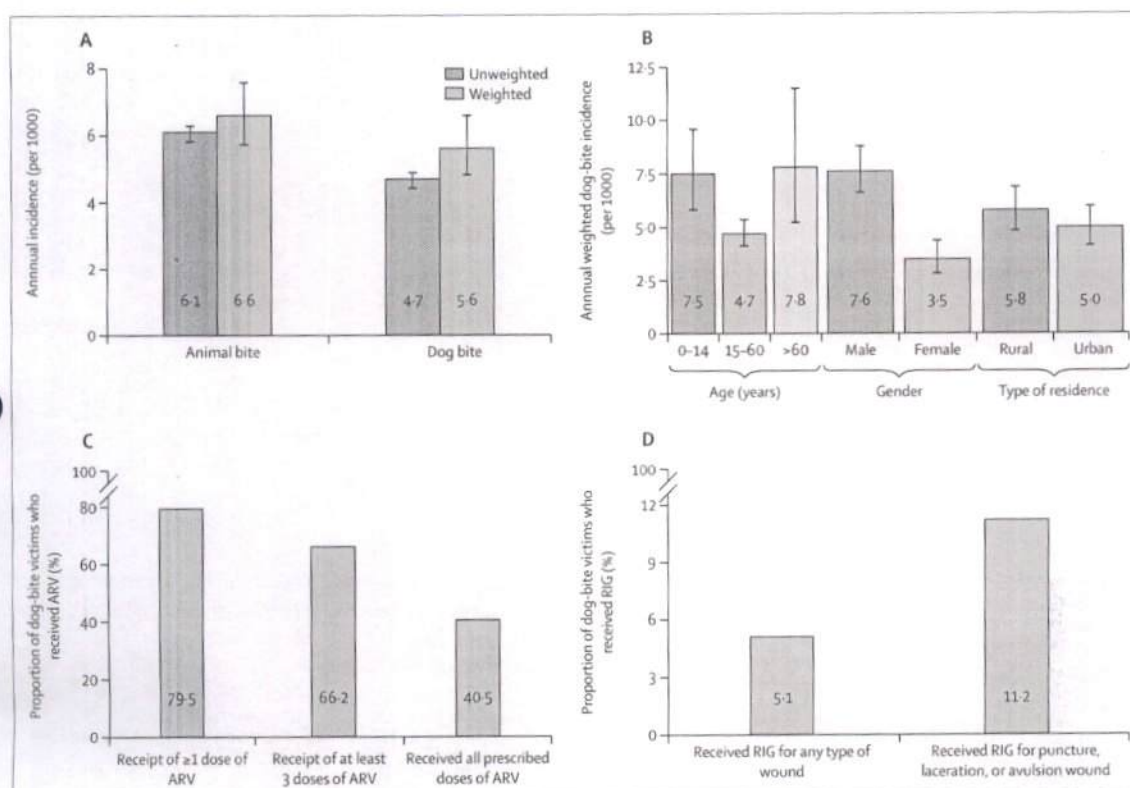 A
Annnual incidence (per 1000)
8
6
4
2
0
Unweighted
Weighted
6·1
6·6
4·7
5·6
Animal bite
Dog bite
B
Annual weighted dog-bite incidence
(per 1000)
12·5
10·0
7·5
5·0
2·5
0
7·5
4·7
7·8
7·6
3·5
5·8
5·0
0–14
15–60
>60
Male
Female
Rural
Urban
Age (years)
Gender
Type of residence
C
Proportion of dog-bite victims who
received ARV (%)
100
80
60
40
20
0
79·5
66·2
40·5
Receipt of ≥1 dose of
ARV
Receipt of at least
3 doses of ARV
Received all prescribed
doses of ARV
D
Proportion of dog-bite victims who
received RIG (%)
100
12
9
6
3
0
5·1
11·2
Received RIG for any type of
wound
Received RIG for puncture,
laceration, or avulsion wound